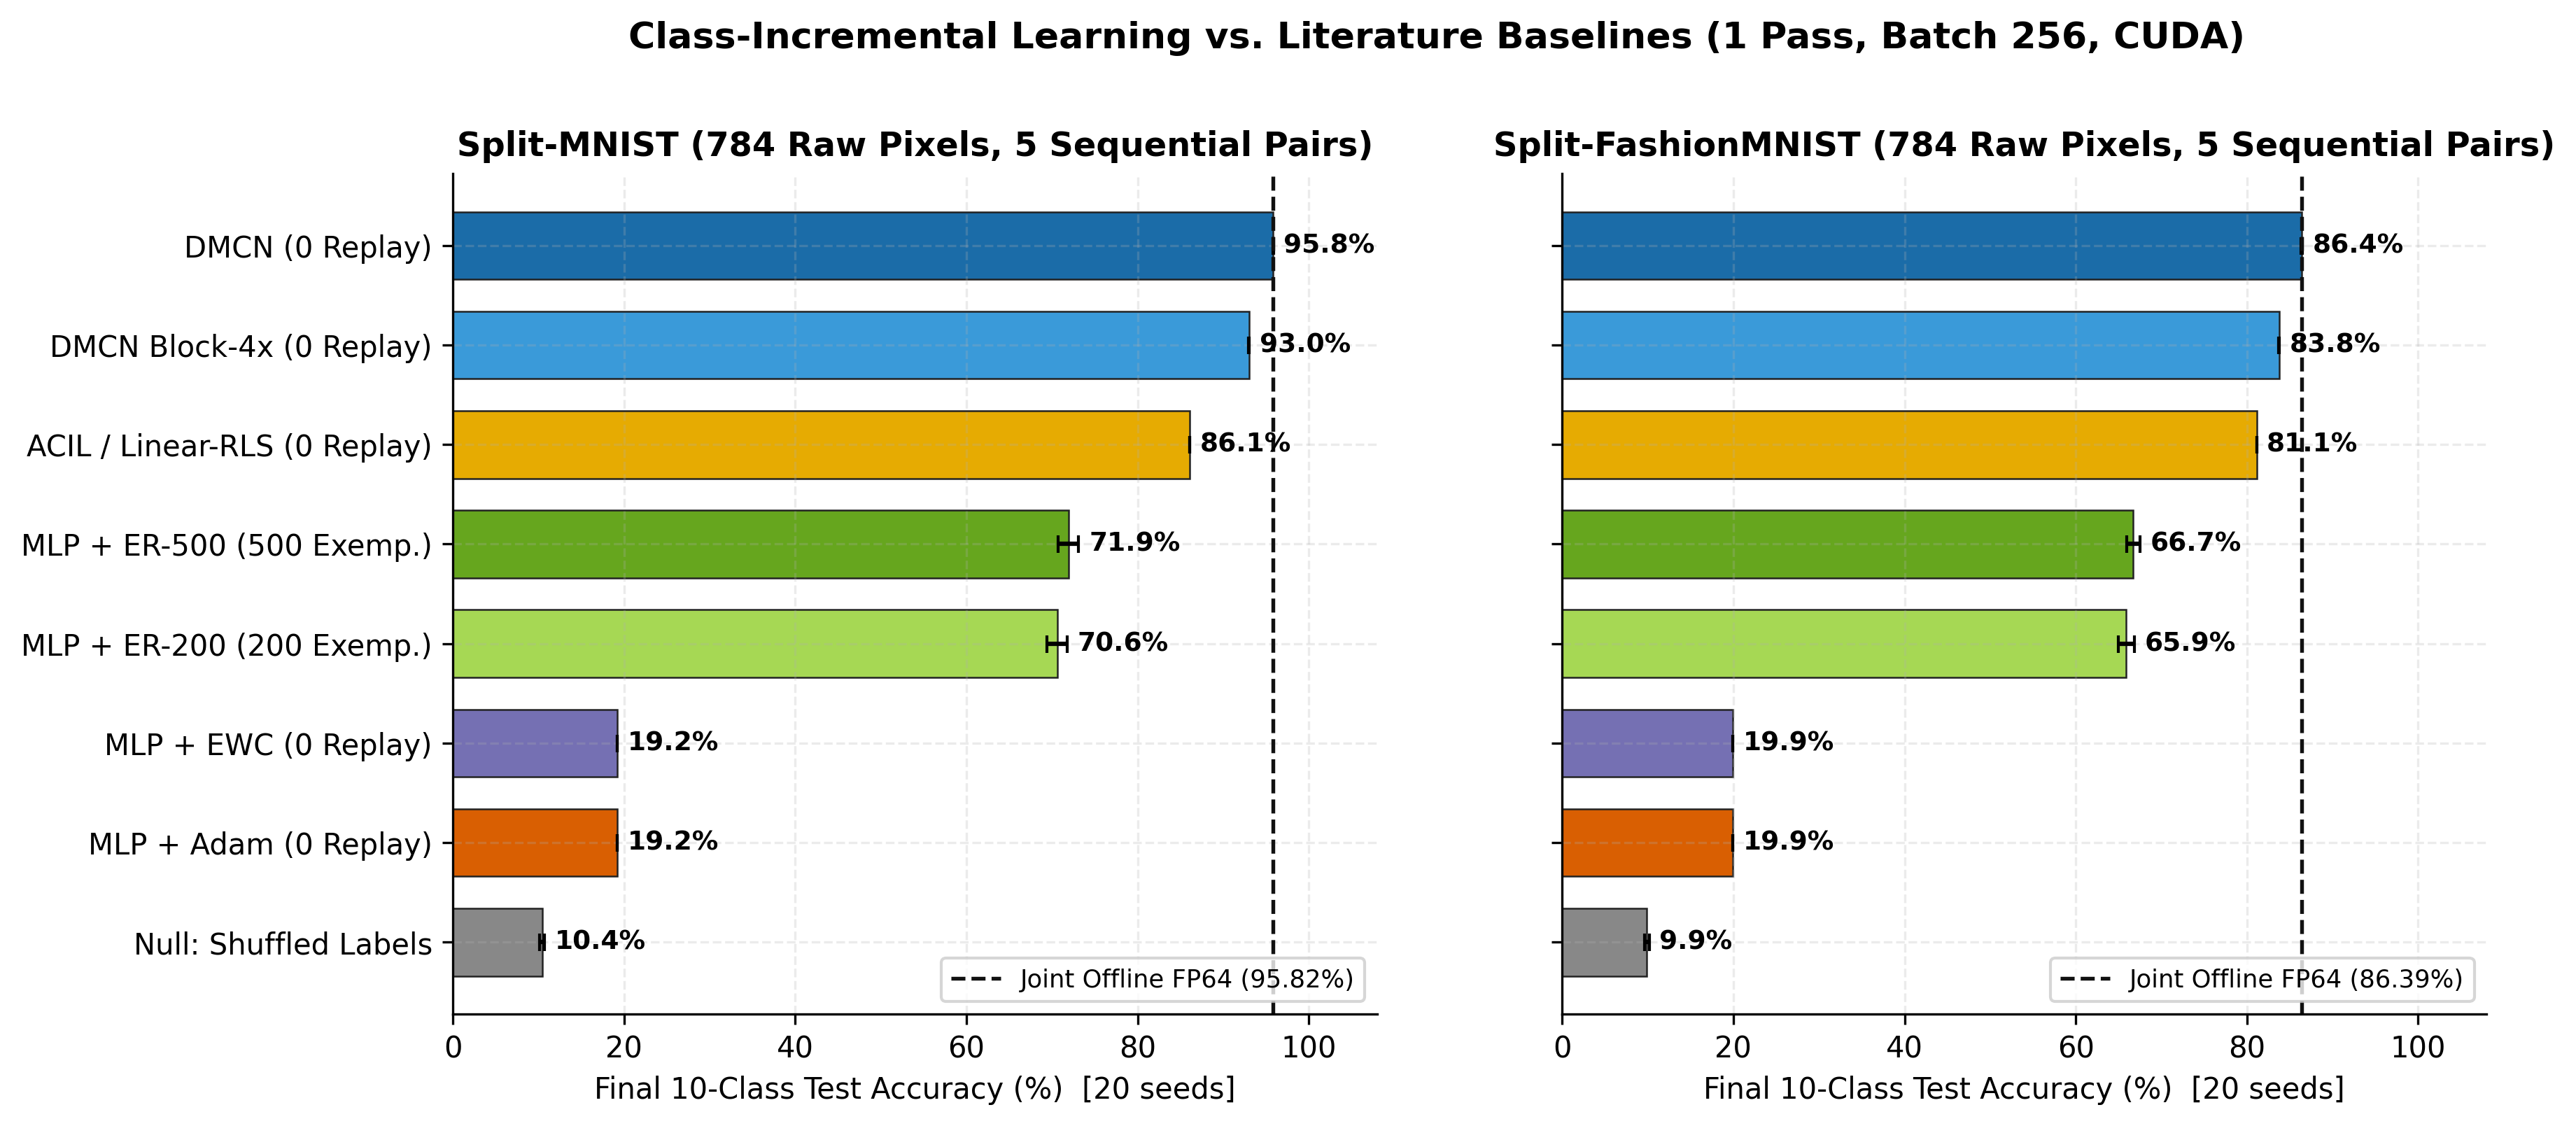 Class-Incremental Learning vs. Literature Baselines (1 Pass, Batch 256, CUDA)
Split-MNIST (784 Raw Pixels, 5 Sequential Pairs)
DMCN (0 Replay)
95.8%
DMCN Block-4x (0 Replay)
93.0%
ACIL / Linear-RLS (0 Replay)
86.1%
MLP + ER-500 (500 Exemp.)
71.9%
MLP + ER-200 (200 Exemp.)
70.6%
MLP + EWC (0 Replay)
19.2%
MLP + Adam (0 Replay)
19.2%
Null: Shuffled Labels
10.4%
Joint Offline FP64 (95.82%)
0 20 40 60 80 100
Final 10-Class Test Accuracy (%) [20 seeds]
Split-FashionMNIST (784 Raw Pixels, 5 Sequential Pairs)
86.4%
83.8%
81.1%
66.7%
65.9%
19.9%
19.9%
9.9%
Joint Offline FP64 (86.39%)
0 20 40 60 80 100
Final 10-Class Test Accuracy (%) [20 seeds]